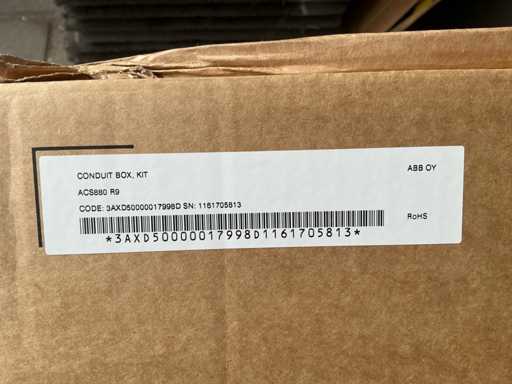 CONDUIT BOX, KIT
ABB OY
ACS880 R9
CODE: 3AXD50000017998D SN: 1161705813
RoHS
*3AXD50000017998D1161705813*